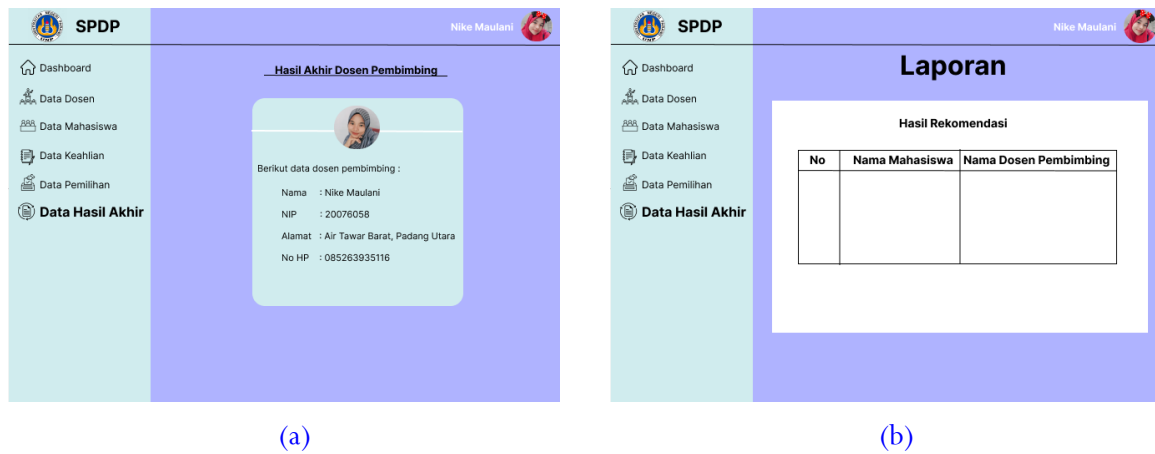 SPDP
Nike Maulani
Dashboard
Data Dosen
Data Mahasiswa
Data Keahlian
Data Pemilihan
Data Hasil Akhir
Hasil Akhir Dosen Pembimbing
Berikut data dosen pembimbing :
Nama : Nike Maulani
NIP : 20076058
Alamat : Air Tawar Barat, Padang Utara
No HP : 085263935116
(a)
SPDP
Nike Maulani
Dashboard
Data Dosen
Data Mahasiswa
Data Keahlian
Data Pemilihan
Data Hasil Akhir
Laporan
Hasil Rekomendasi
No Nama Mahasiswa Nama Dosen Pembimbing
(b)